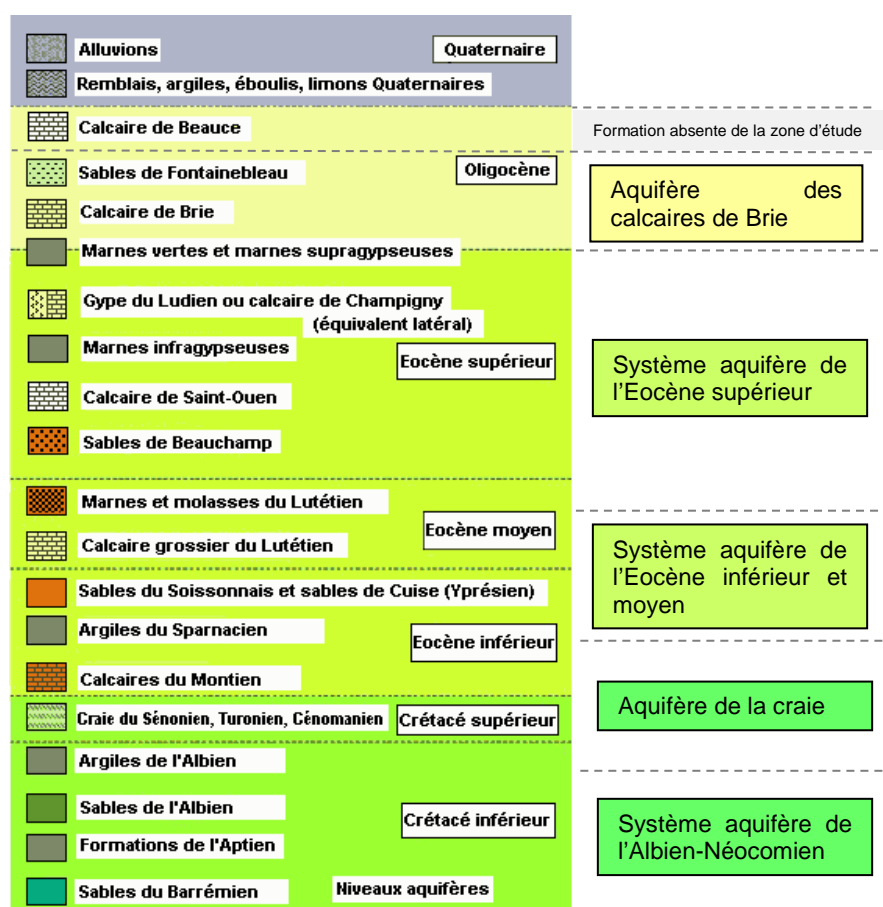 Alluvions
Quaternaire
Remblais, argiles, éboulis, limons Quaternaires
Calcaire de Beauce
Formation absente de la zone d'étude
Sables de Fontainebleau
Oligocène
Aquifère des
calcaires de Brie
Calcaire de Brie
Marnes vertes et marnes supragypseuses
Gype du Ludien ou calcaire de Champigny
(équivalent latéral)
Marnes infragypseuses
Eocène supérieur
Système aquifère de
l'Eocène supérieur
Calcaire de Saint-Ouen
Sables de Beauchamp
Marnes et molasses du Lutétien
Eocène moyen
Calcaire grossier du Lutétien
Système aquifère de
l'Eocène inférieur et
moyen
Sables du Soissonnais et sables de Cuise (Yprésien)
Argiles du Sparnacien
Eocène inférieur
Calcaires du Montien
Aquifère de la craie
Craie du Sénonien, Turonien, Cénomanien
Crétacé supérieur
Argiles de l'Albien
Sables de l'Albien
Crétacé inférieur
Système aquifère de
l'Albien-Néocomien
Formations de l'Aptien
Sables du Barrémien
Niveaux aquifères